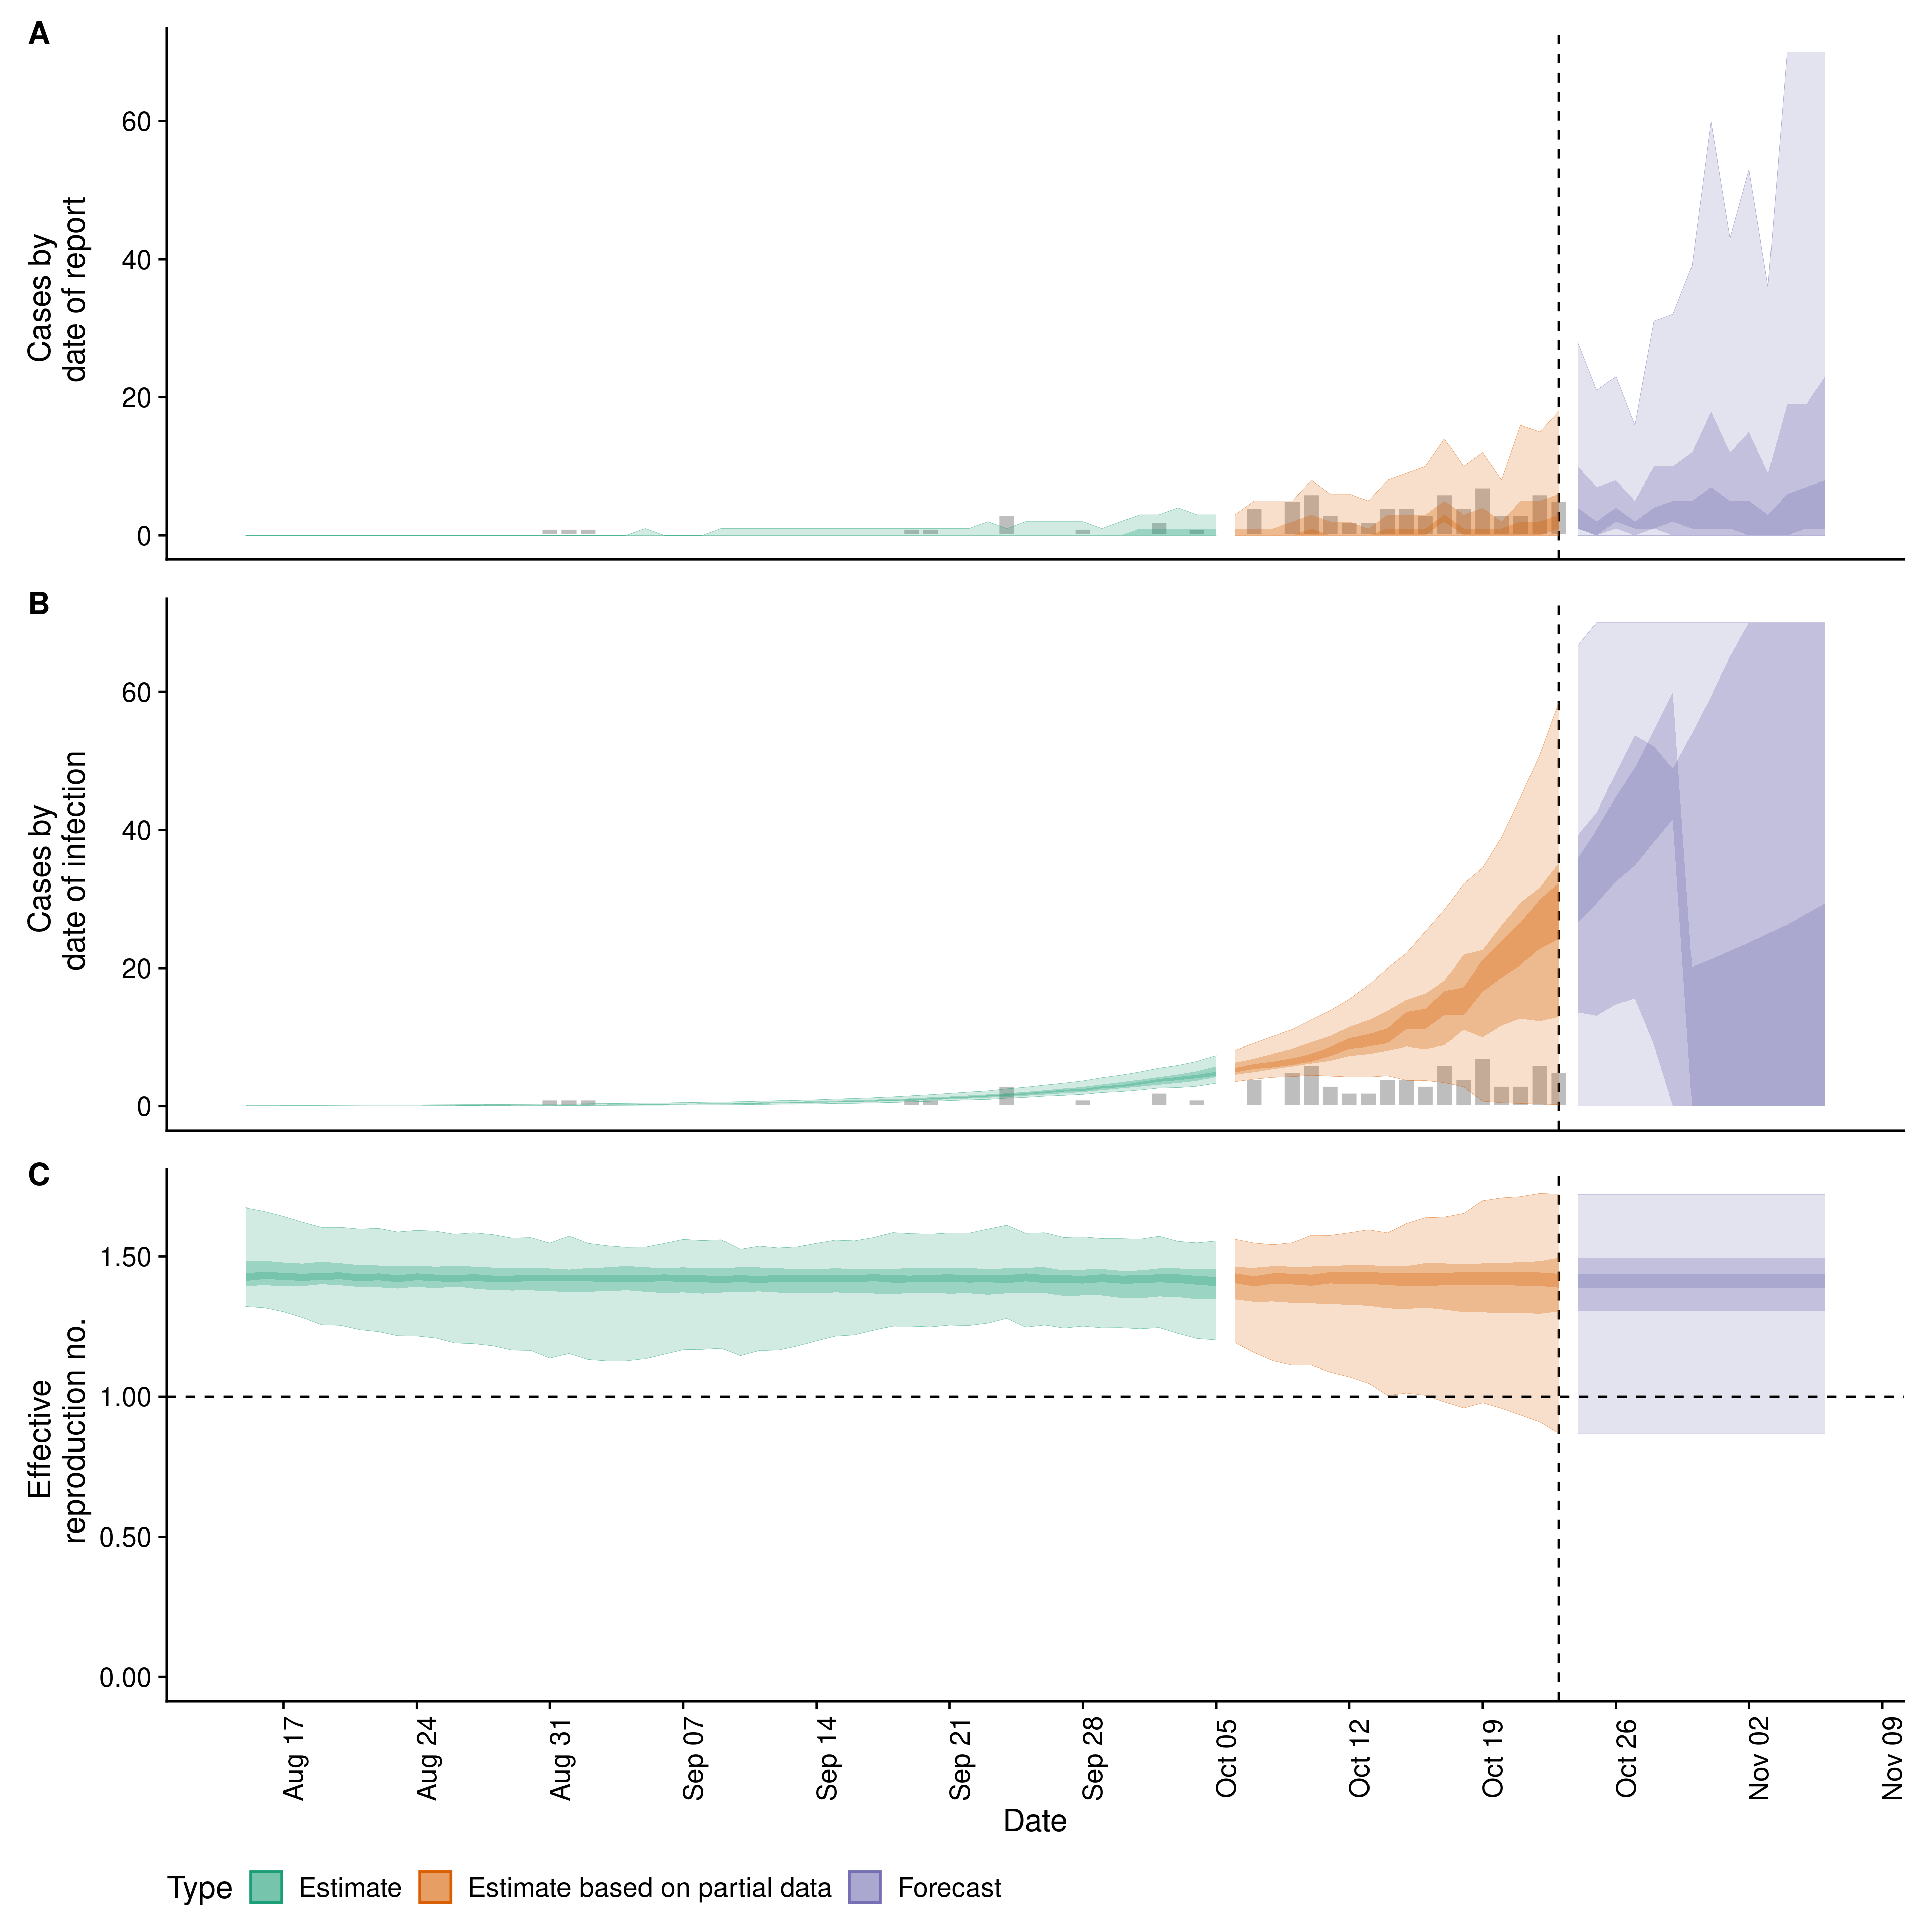 A
Cases by
date of report
60
40
20
0
B
Cases by
date of infection
60
40
20
0
C
Effective
reproduction no.
1.50
1.00
0.50
0.00
Aug 17
Aug 24
Aug 31
Sep 07
Sep 14
Sep 21
Sep 28
Oct 05
Oct 12
Oct 19
Oct 26
Nov 02
Nov 09
Date
Type Estimate Estimate based on partial data Forecast